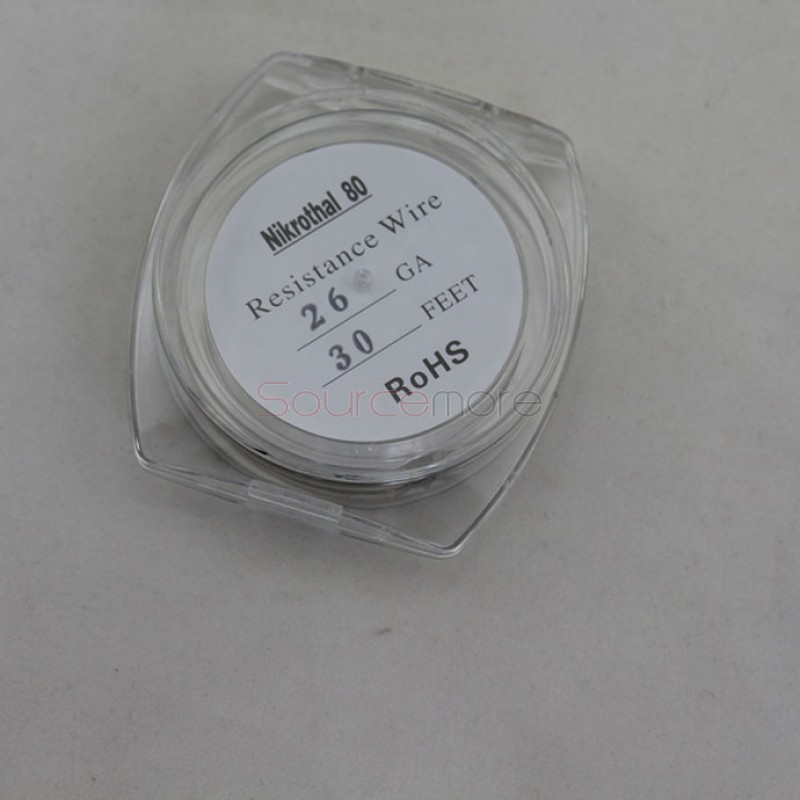 Nikrothal 80
Resistance Wire
26 GA
30 FEET
RoHS
Sourcemore